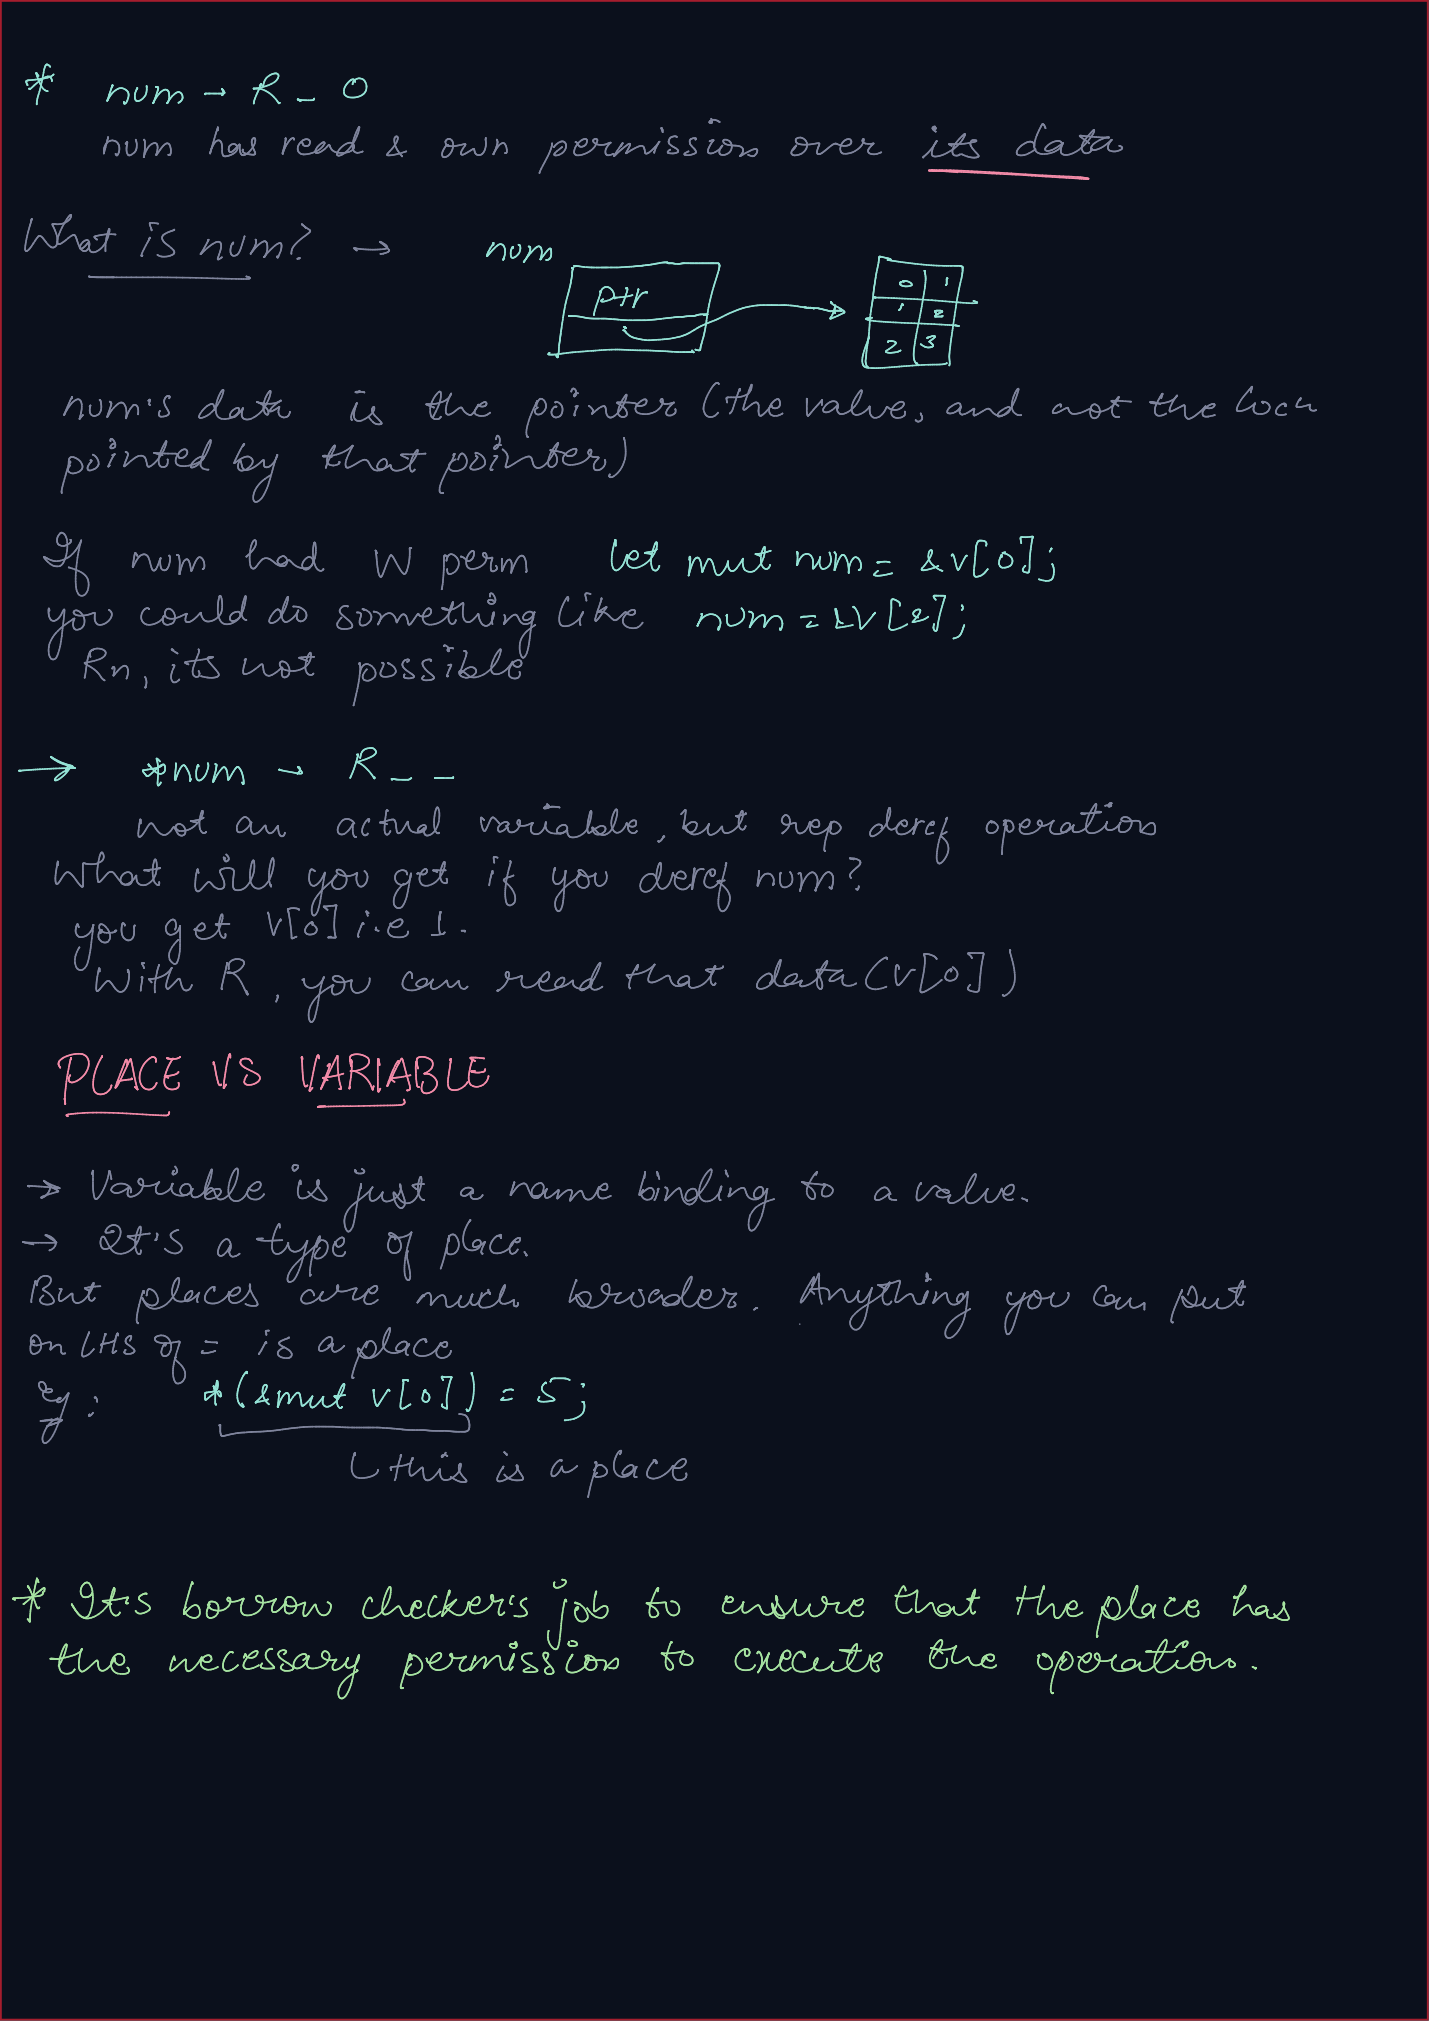 * num → R _ O
num has read & own permission over its data
What is num? →
num
ptr
0 1
1 2
2 3
num's data is the pointer (the value, and not the locn
pointed by that pointer)
If num had W perm let mut num = &v[0];
you could do something like num = &v[2];
Rn, its not possible
→ *num → R _ _
not an actual variable, but rep deref operation
What will you get if you deref num?
you get v[0] i.e 1.
With R, you can read that data (v[0])
PLACE VS VARIABLE
→ Variable is just a name binding to a value.
→ It's a type of place.
But places are much broader. Anything you can put
on LHS of = is a place
Eg: *(&mut v[0]) = 5;
this is a place
* It's borrow checker's job to ensure that the place has
the necessary permission to execute the operation.